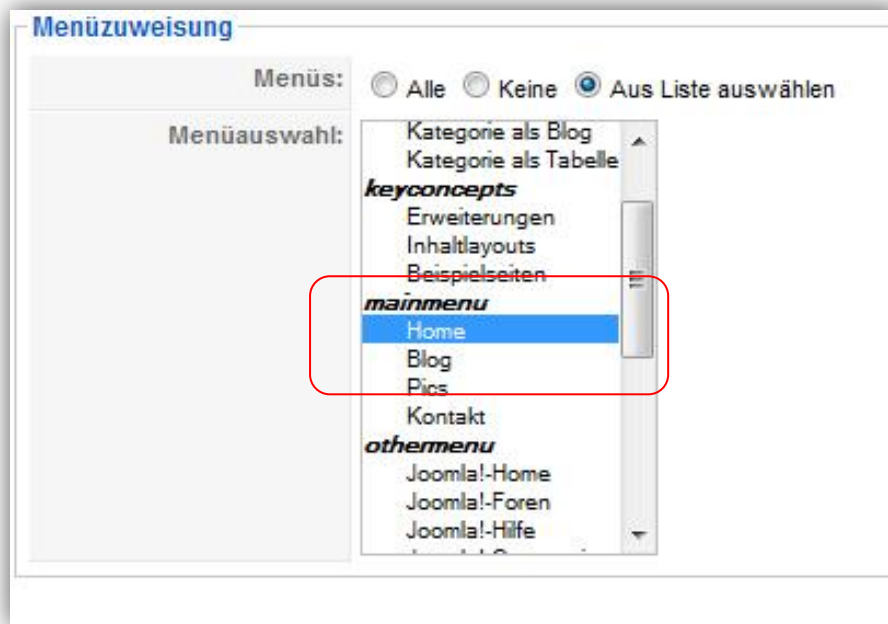 Menüzuweisung
Menüs: Alle Keine Aus Liste auswählen
Menüauswahl:
Kategorie als Blog
Kategorie als Tabelle
keyconcepts
Erweiterungen
Inhaltlayouts
Beispielseiten
mainmenu
Home
Blog
Pics
Kontakt
othermenu
Joomla!-Home
Joomla!-Foren
Joomla!-Hilfe